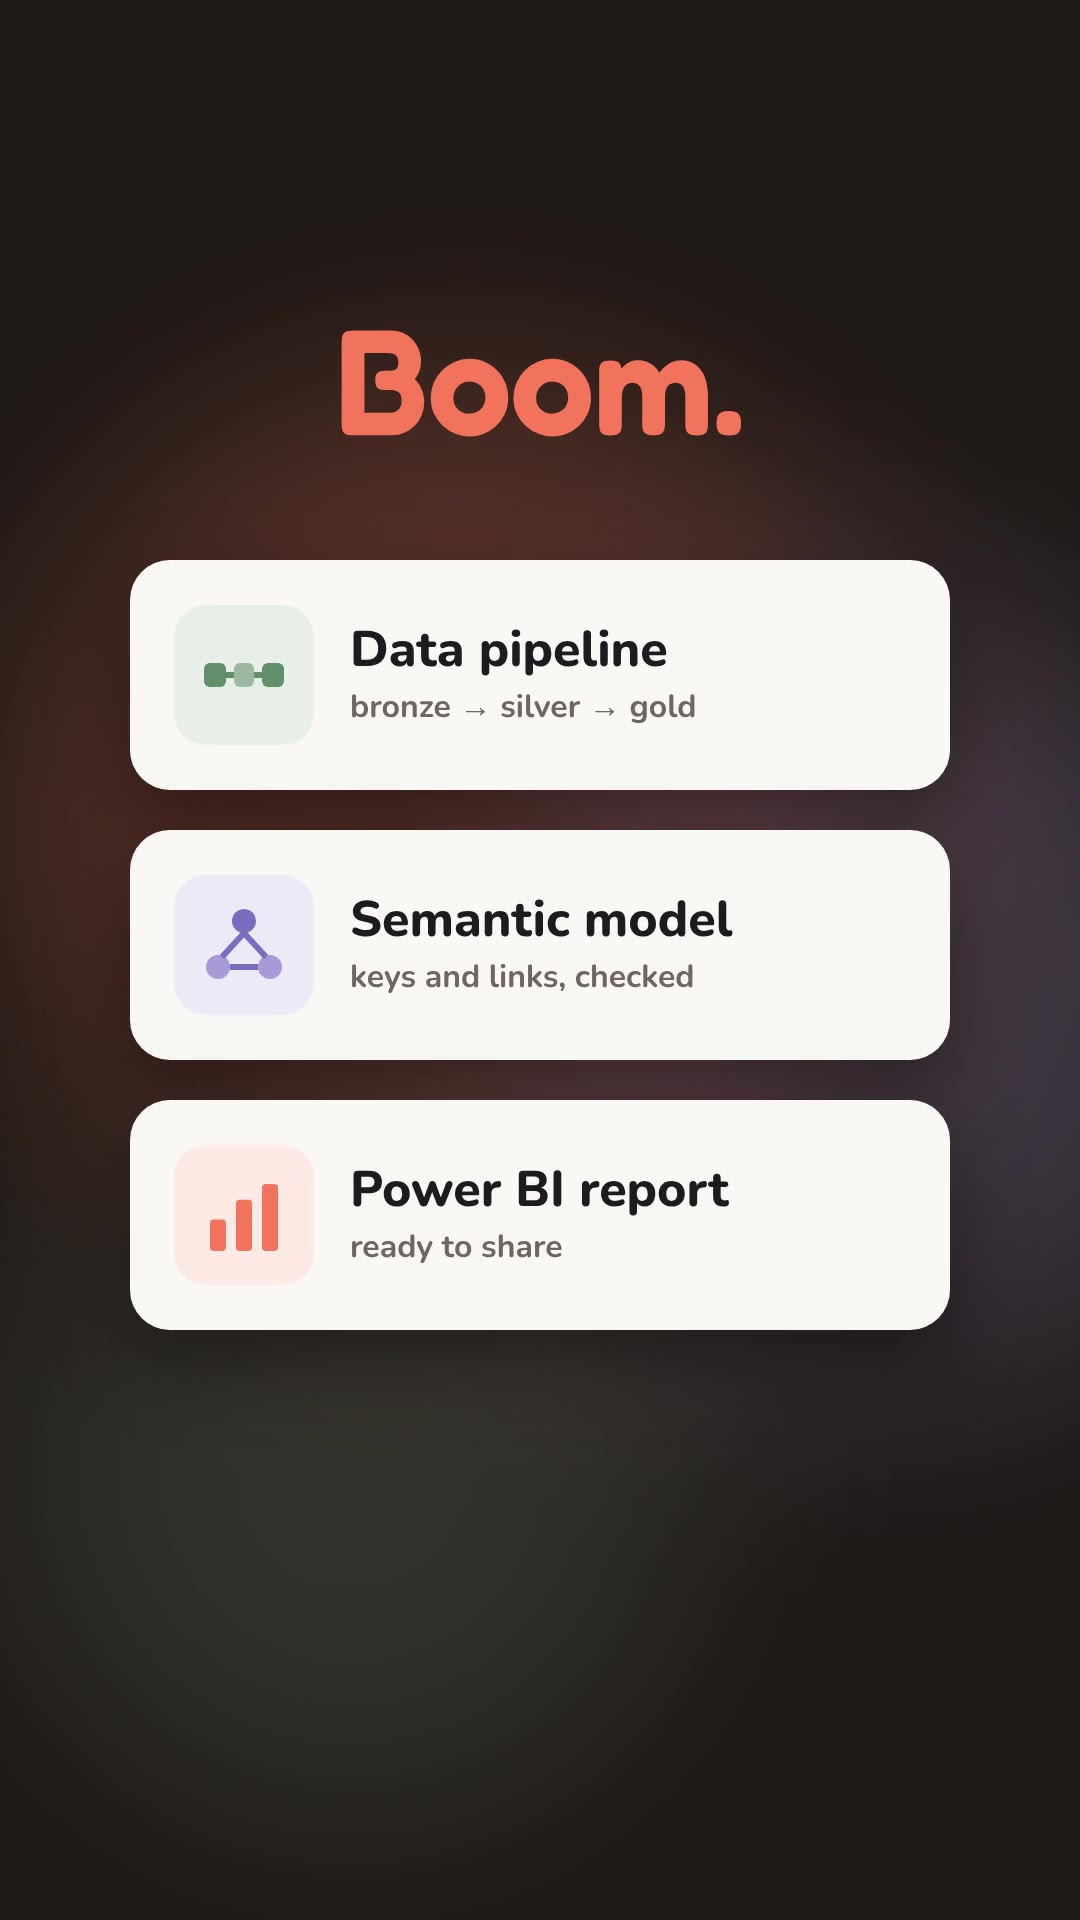 Boom.
Data pipeline
bronze → silver → gold
Semantic model
keys and links, checked
Power BI report
ready to share